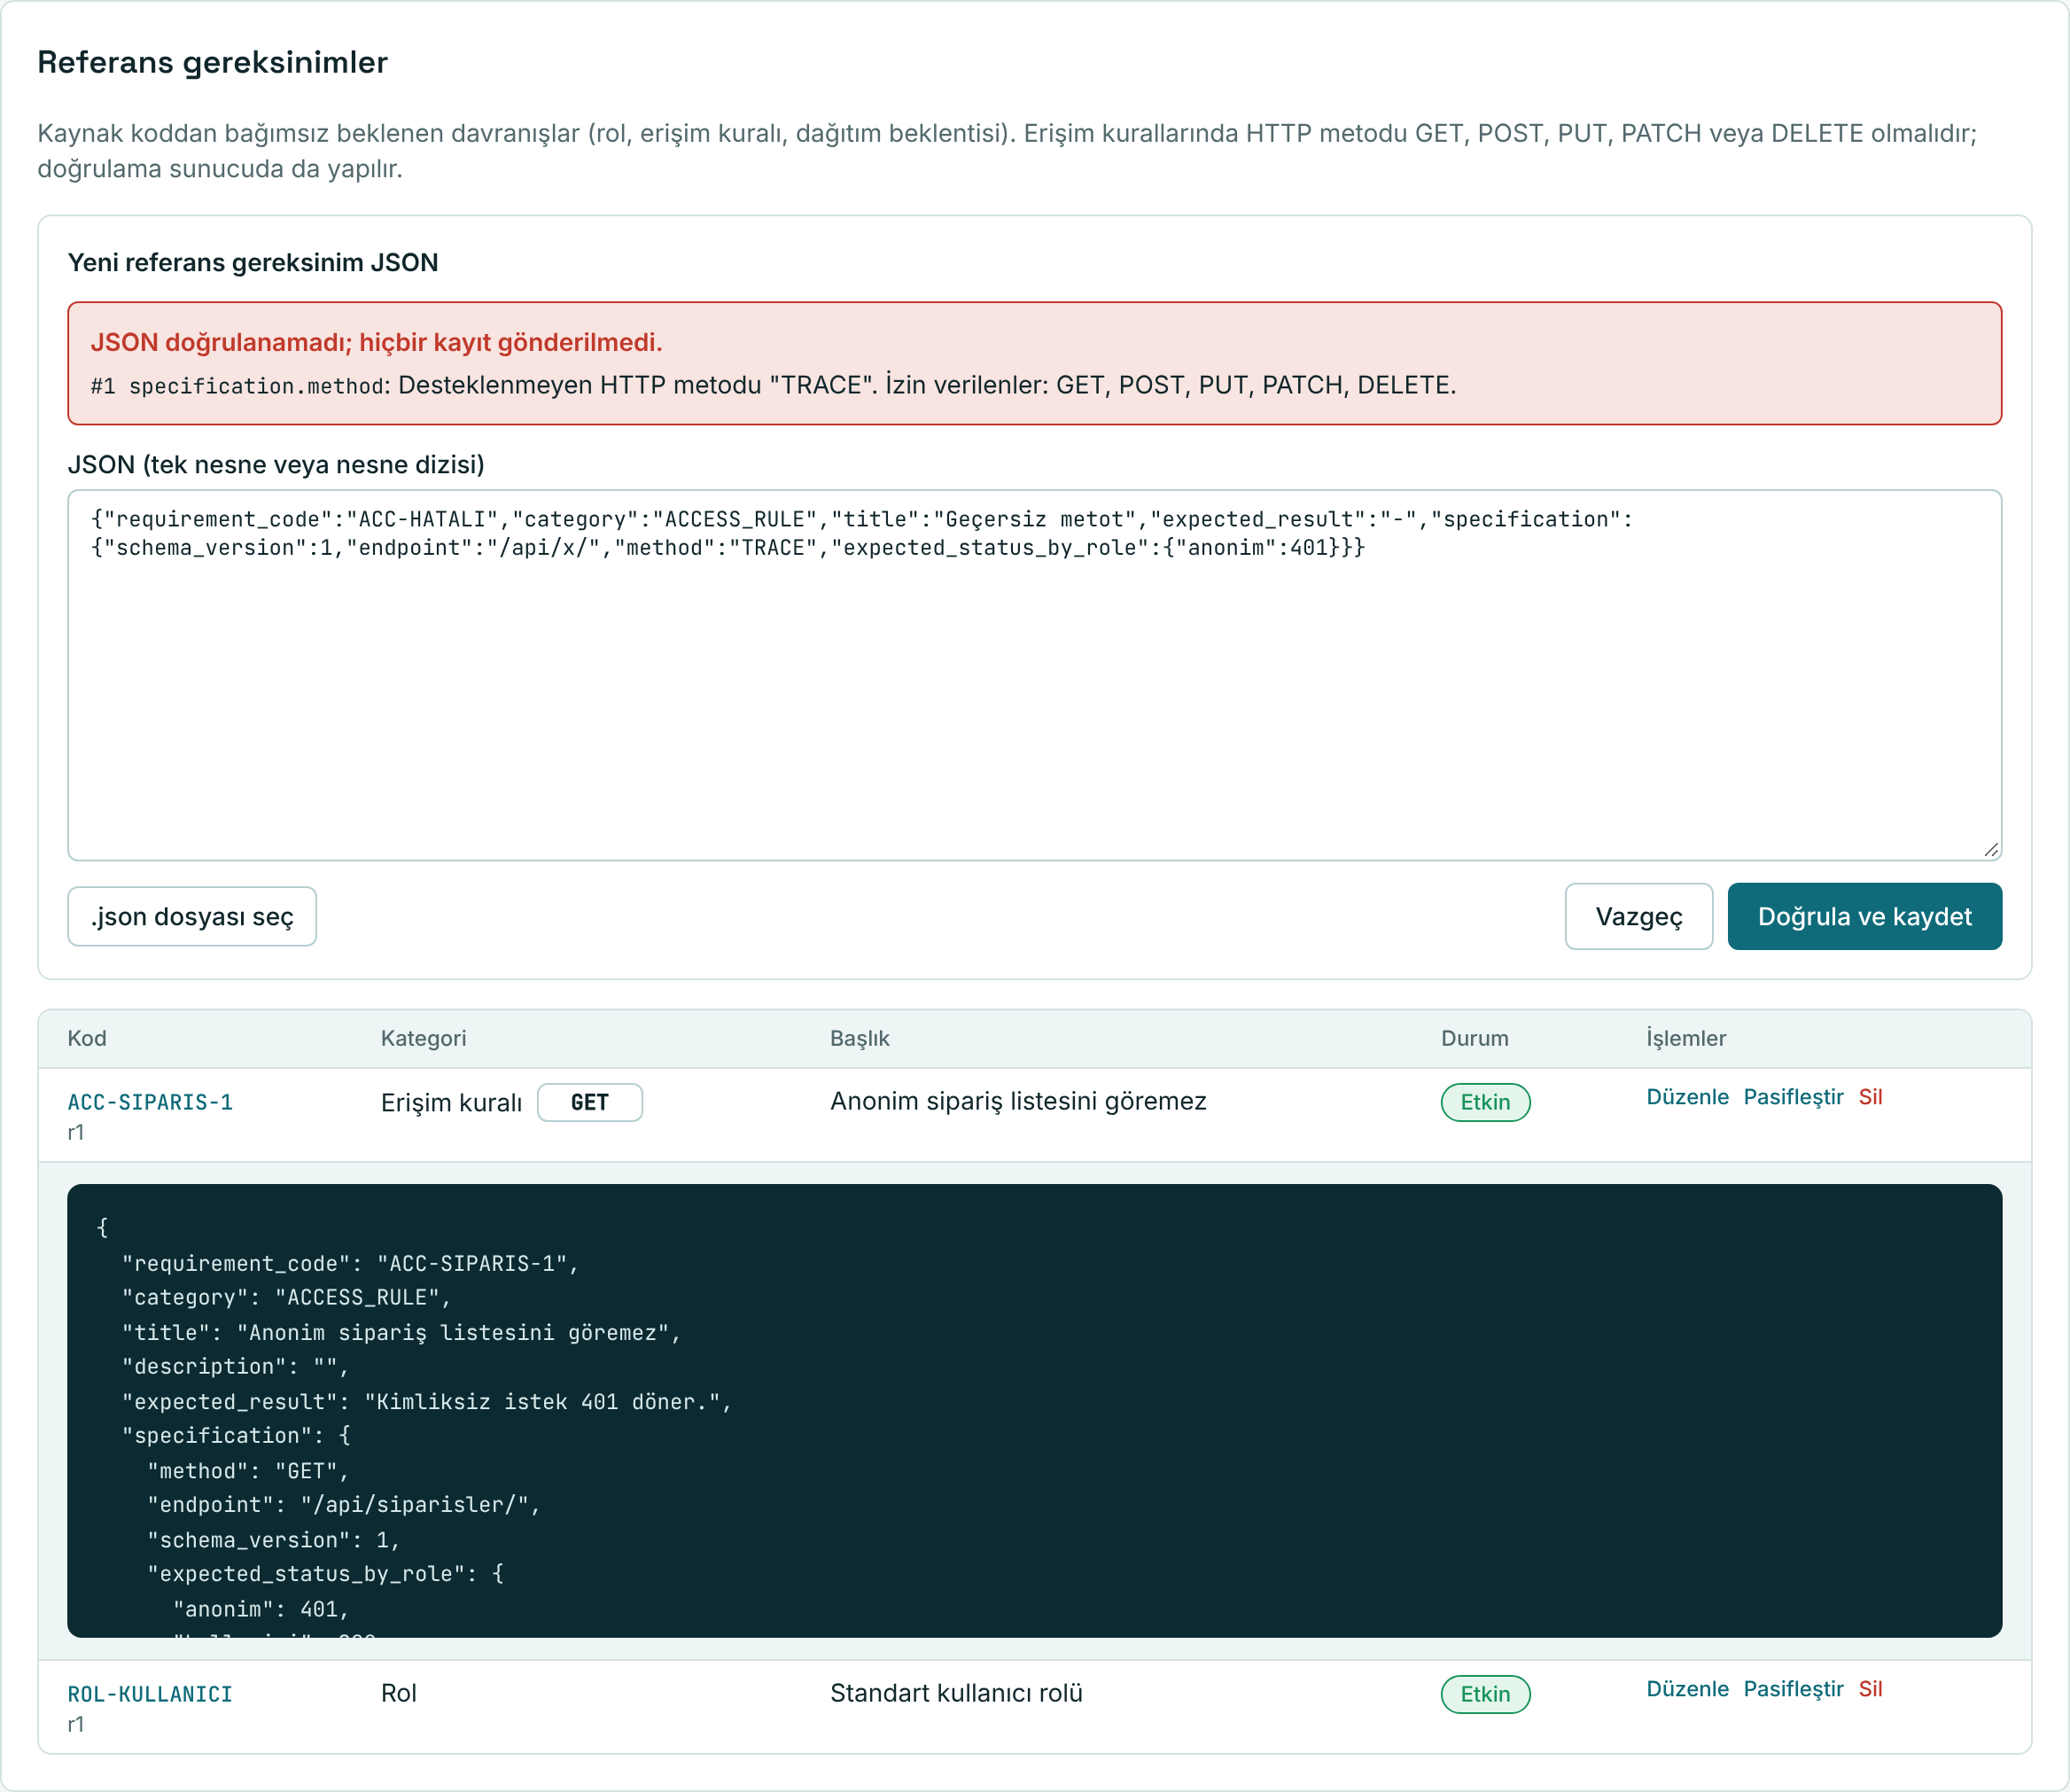 Referans gereksinimler
Kaynak koddan bağımsız beklenen davranışlar (rol, erişim kuralı, dağıtım beklentisi). Erişim kurallarında HTTP metodu GET, POST, PUT, PATCH veya DELETE olmalıdır;
doğrulama sunucuda da yapılır.
Yeni referans gereksinim JSON
JSON doğrulanamadı; hiçbir kayıt gönderilmedi.
#1 specification.method: Desteklenmeyen HTTP metodu "TRACE". İzin verilenler: GET, POST, PUT, PATCH, DELETE.
JSON (tek nesne veya nesne dizisi)
{"requirement_code":"ACC-HATALI","category":"ACCESS_RULE","title":"Geçersiz metot","expected_result":"-","specification":
{"schema_version":1,"endpoint":"/api/x/","method":"TRACE","expected_status_by_role":{"anonim":401}}}
.json dosyası seç Vazgeç Doğrula ve kaydet
Kod Kategori Başlık Durum İşlemler
ACC-SIPARIS-1 Erişim kuralı GET Anonim sipariş listesini göremez Etkin Düzenle Pasifleştir Sil
r1
{
"requirement_code": "ACC-SIPARIS-1",
"category": "ACCESS_RULE",
"title": "Anonim sipariş listesini göremez",
"description": "",
"expected_result": "Kimliksiz istek 401 döner.",
"specification": {
"method": "GET",
"endpoint": "/api/siparisler/",
"schema_version": 1,
"expected_status_by_role": {
"anonim": 401,
ROL-KULLANICI Rol Standart kullanıcı rolü Etkin Düzenle Pasifleştir Sil
r1